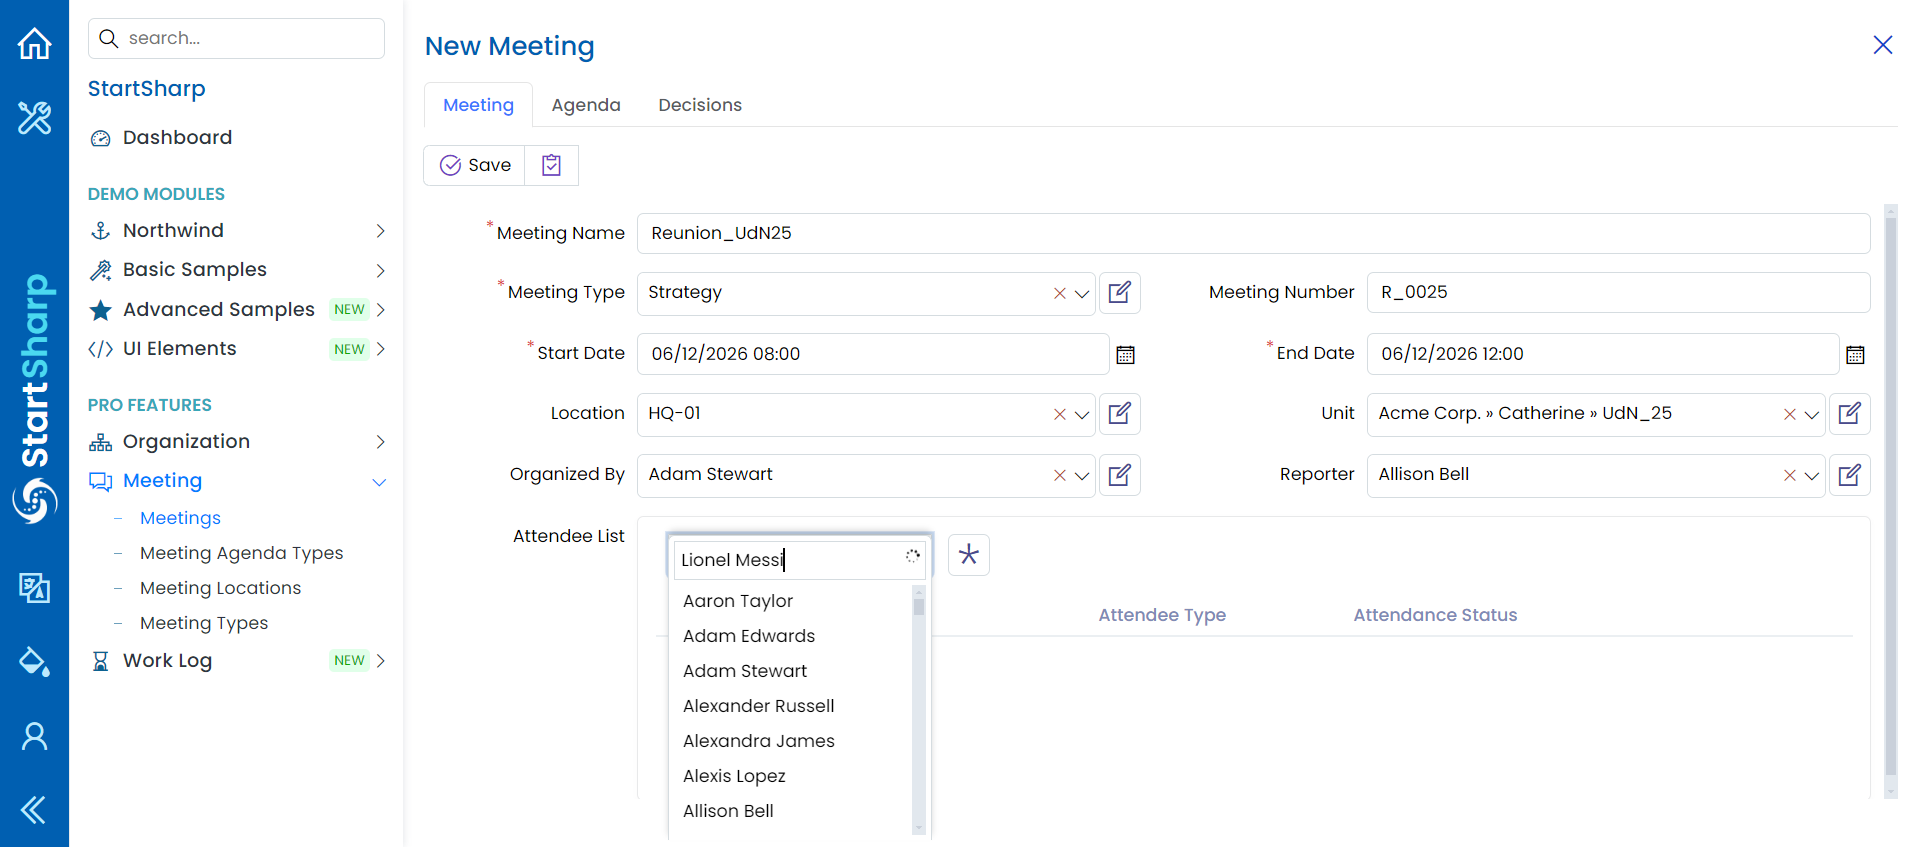 search...
StartSharp
StartSharp
Dashboard
DEMO MODULES
Northwind
Basic Samples
Advanced Samples NEW
UI Elements NEW
PRO FEATURES
Organization
Meeting
Meetings
Meeting Agenda Types
Meeting Locations
Meeting Types
Work Log NEW
New Meeting
Meeting Agenda Decisions
Save
* Meeting Name Reunion_UdN25
* Meeting Type Strategy Meeting Number R_0025
* Start Date 06/12/2026 08:00 * End Date 06/12/2026 12:00
Location HQ-01 Unit Acme Corp. » Catherine » UdN_25
Organized By Adam Stewart Reporter Allison Bell
Attendee List
Lionel Messi
Attendee Type Attendance Status
Aaron Taylor
Adam Edwards
Adam Stewart
Alexander Russell
Alexandra James
Alexis Lopez
Allison Bell